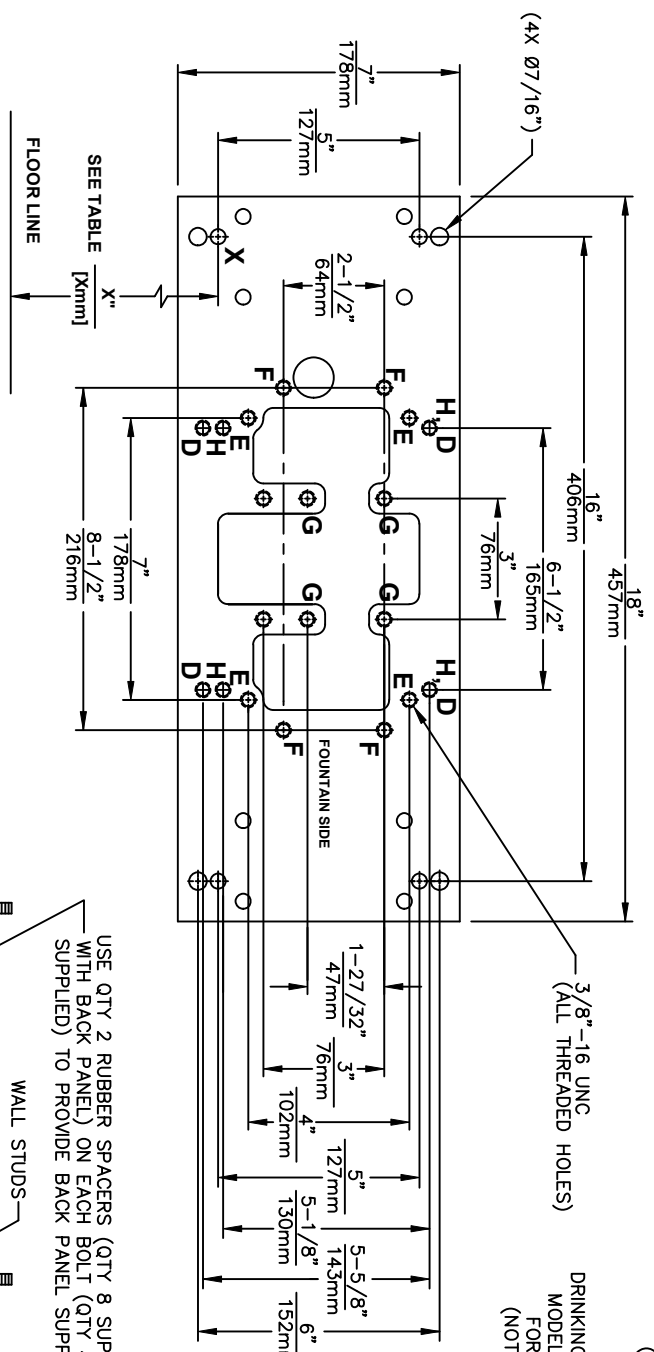 (
DRINKING
MODEL
FOR
(NOT
18"
457mm
16"
406mm
6-1/2"
165mm
3/8"-16 UNC
(ALL THREADED HOLES)
(4X Ø7/16")
7"
178mm
5"
127mm
2-1/2"
64mm
H, D
H, D
E
E
F
F
G
G
3"
76mm
G
G
F
F
X
E
E
H
H
D
D
FOUNTAIN SIDE
7"
178mm
8-1/2"
216mm
1-27/32"
47mm
3"
76mm
4"
102mm
5"
127mm
5-1/8"
130mm
5-5/8"
143mm
6"
152m
SEE TABLE
X"
[Xmm]
FLOOR LINE
USE QTY 2 RUBBER SPACERS (QTY 8 SUP
WITH BACK PANEL) ON EACH BOLT (QTY
SUPPLIED) TO PROVIDE BACK PANEL SUPP
WALL STUDS